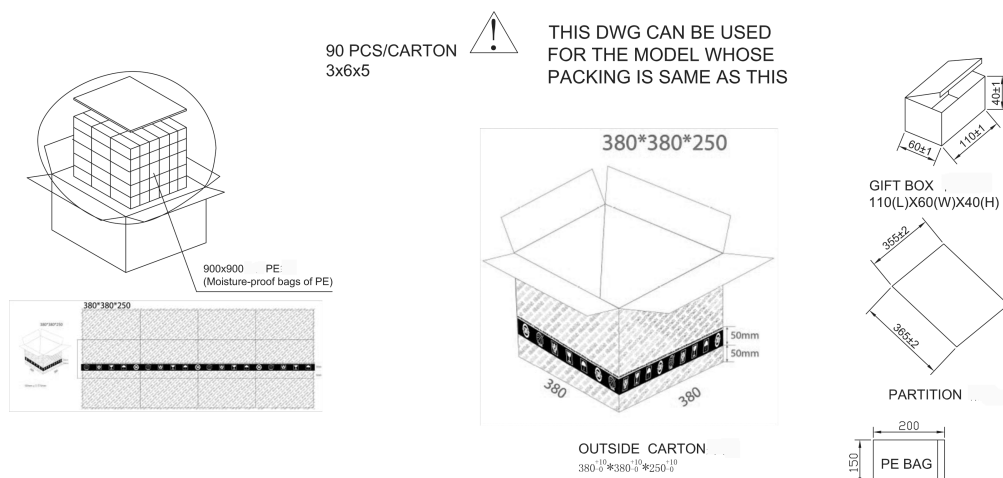 90 PCS/CARTON
3x6x5
THIS DWG CAN BE USED
FOR THE MODEL WHOSE
PACKING IS SAME AS THIS
900x900 PE
(Moisture-proof bags of PE)
380*380*250
380*380*250
380*380*250
50mm
50mm
380
380
OUTSIDE CARTON
380+10-0*380+10-0*250+10-0
40±1
60±1
110±1
GIFT BOX
110(L)X60(W)X40(H)
355±2
365±2
PARTITION
200
150
PE BAG